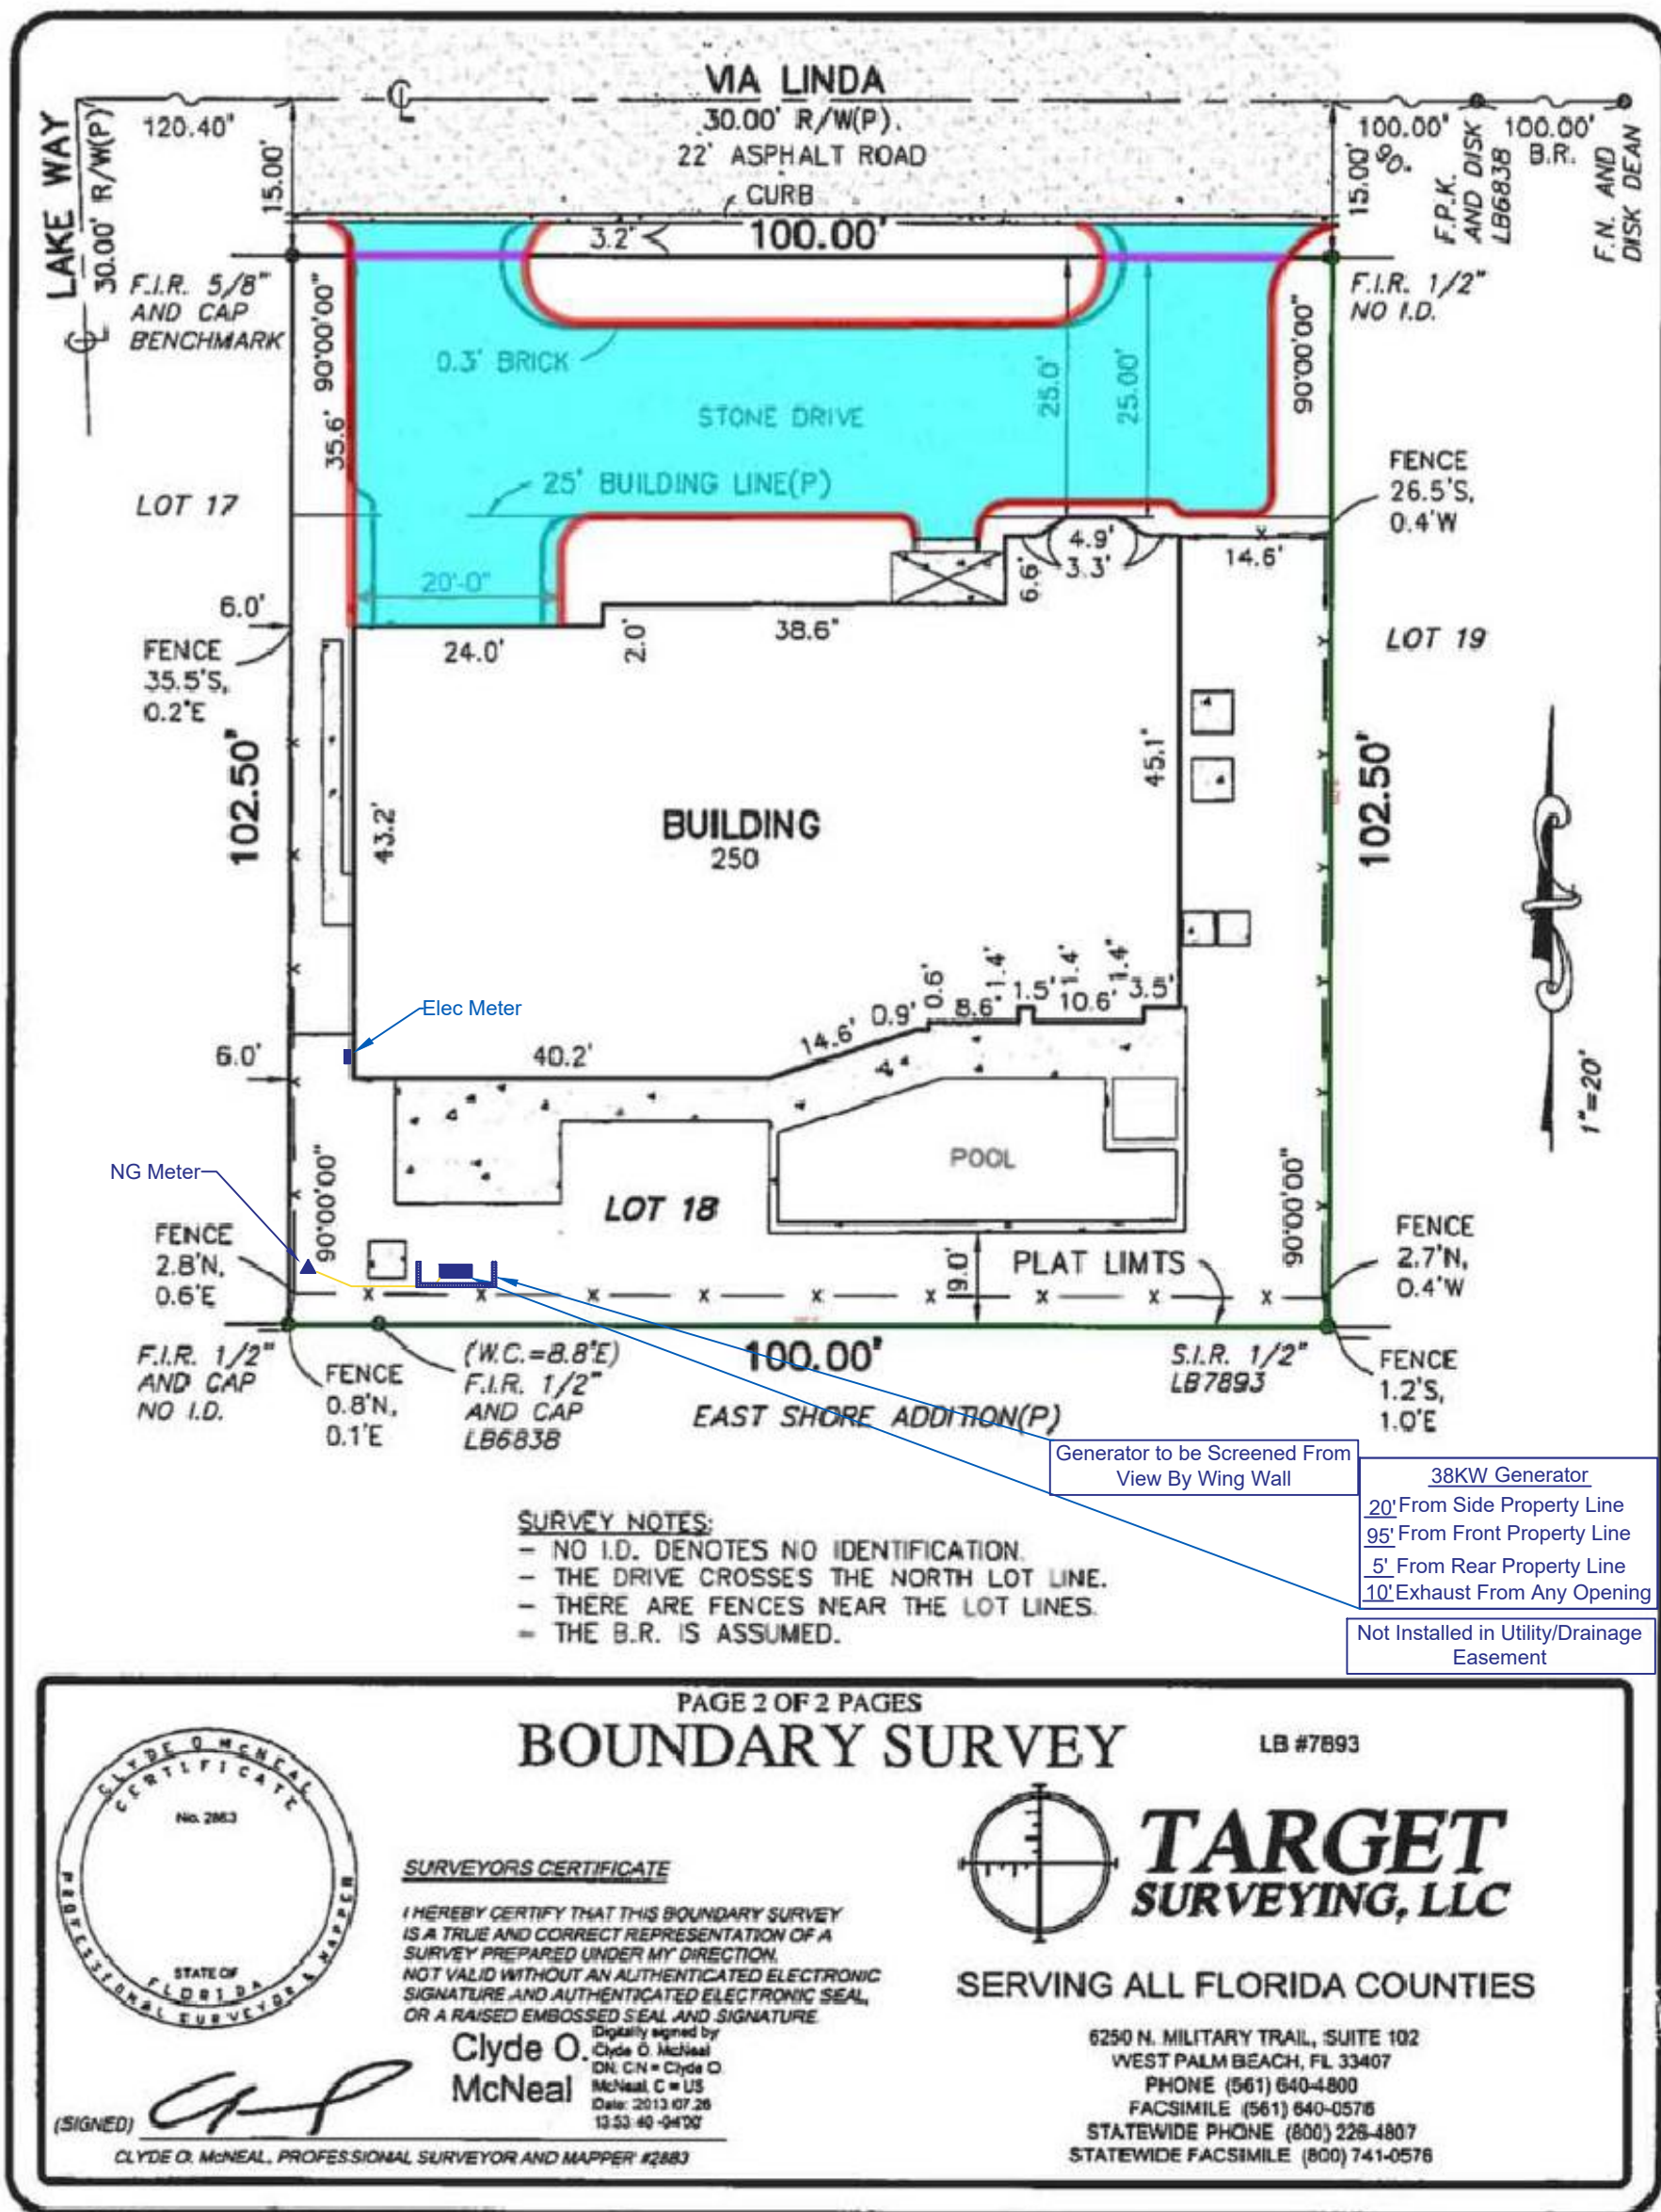 VIA LINDA
30.00' R/W(P).
22' ASPHALT ROAD
CURB
LAKE WAY
30.00' R/W(P)
120.40'
15.00'
3.2'
100.00'
100.00'
SO.
F.P.K.
AND DISK
LB6838
100.00'
B.R.
F.N. AND
DISK DEAN
15.00'
F.I.R. 5/8"
AND CAP
BENCHMARK
90°00'00"
35.6'
0.3' BRICK
STONE DRIVE
25' BUILDING LINE(P)
25.0'
25.00'
90°00'00"
F.I.R. 1/2"
NO I.D.
LOT 17
FENCE
26.5'S,
0.4'W
4.9'
3.3'
6.6'
14.6'
20'-0"
6.0'
24.0'
2.0'
38.6'
FENCE
35.5'S,
0.2'E
LOT 19
102.50'
43.2'
BUILDING
250
45.1'
102.50'
Elec Meter
6.0'
40.2'
14.6'
0.9'
0.6'
8.6'
1.4'
1.5'
1.4'
10.6'
1.4'
3.5'
1"=20'
NG Meter
POOL
LOT 18
90°00'00"
90°00'00"
FENCE
2.8'N,
0.6'E
9.0'
PLAT LIMTS
FENCE
2.7'N,
0.4'W
F.I.R. 1/2"
AND CAP
NO I.D.
FENCE
0.8'N,
0.1'E
(W.C.=8.8'E)
F.I.R. 1/2"
AND CAP
LB6838
100.00'
S.I.R. 1/2"
LB7893
FENCE
1.2'S,
1.0'E
EAST SHORE ADDITION(P)
Generator to be Screened From
View By Wing Wall
38KW Generator
20' From Side Property Line
95' From Front Property Line
5' From Rear Property Line
10' Exhaust From Any Opening
Not Installed in Utility/Drainage
Easement
SURVEY NOTES:
- NO I.D. DENOTES NO IDENTIFICATION.
- THE DRIVE CROSSES THE NORTH LOT LINE.
- THERE ARE FENCES NEAR THE LOT LINES.
- THE B.R. IS ASSUMED.
PAGE 2 OF 2 PAGES
BOUNDARY SURVEY
LB #7893
CLYDE O MCNEAL
CERTIFICATE
No. 2883
STATE OF
FLORIDA
PROFESSIONAL SURVEYOR & MAPPER
SURVEYORS CERTIFICATE
I HEREBY CERTIFY THAT THIS BOUNDARY SURVEY
IS A TRUE AND CORRECT REPRESENTATION OF A
SURVEY PREPARED UNDER MY DIRECTION.
NOT VALID WITHOUT AN AUTHENTICATED ELECTRONIC
SIGNATURE AND AUTHENTICATED ELECTRONIC SEAL,
OR A RAISED EMBOSSED SEAL AND SIGNATURE.
Clyde O.
McNeal
Digitally signed by
Clyde O. McNeal
DN: CN = Clyde O.
McNeal, C = US
Date: 2013.07.26
13:53:40 -04'00'
(SIGNED)
CLYDE O. McNEAL, PROFESSIONAL SURVEYOR AND MAPPER #2883
TARGET
SURVEYING, LLC
SERVING ALL FLORIDA COUNTIES
6250 N. MILITARY TRAIL, SUITE 102
WEST PALM BEACH, FL 33407
PHONE (561) 640-4800
FACSIMILE (561) 640-0576
STATEWIDE PHONE (800) 226-4807
STATEWIDE FACSIMILE (800) 741-0576